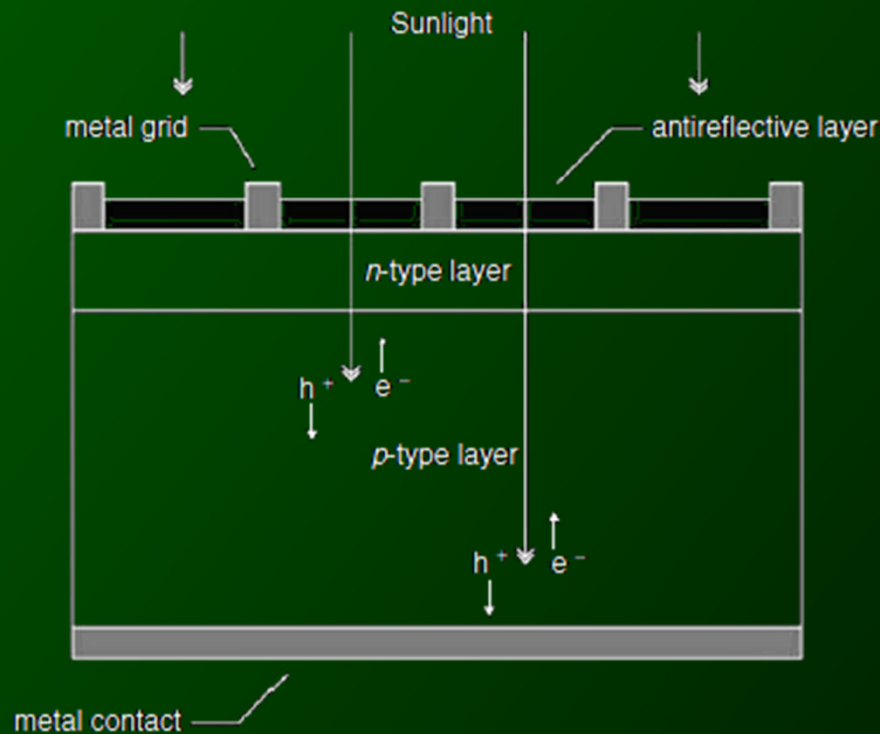 Sunlight
metal grid
antireflective layer
n-type layer
h + e −
p-type layer
h + e −
metal contact